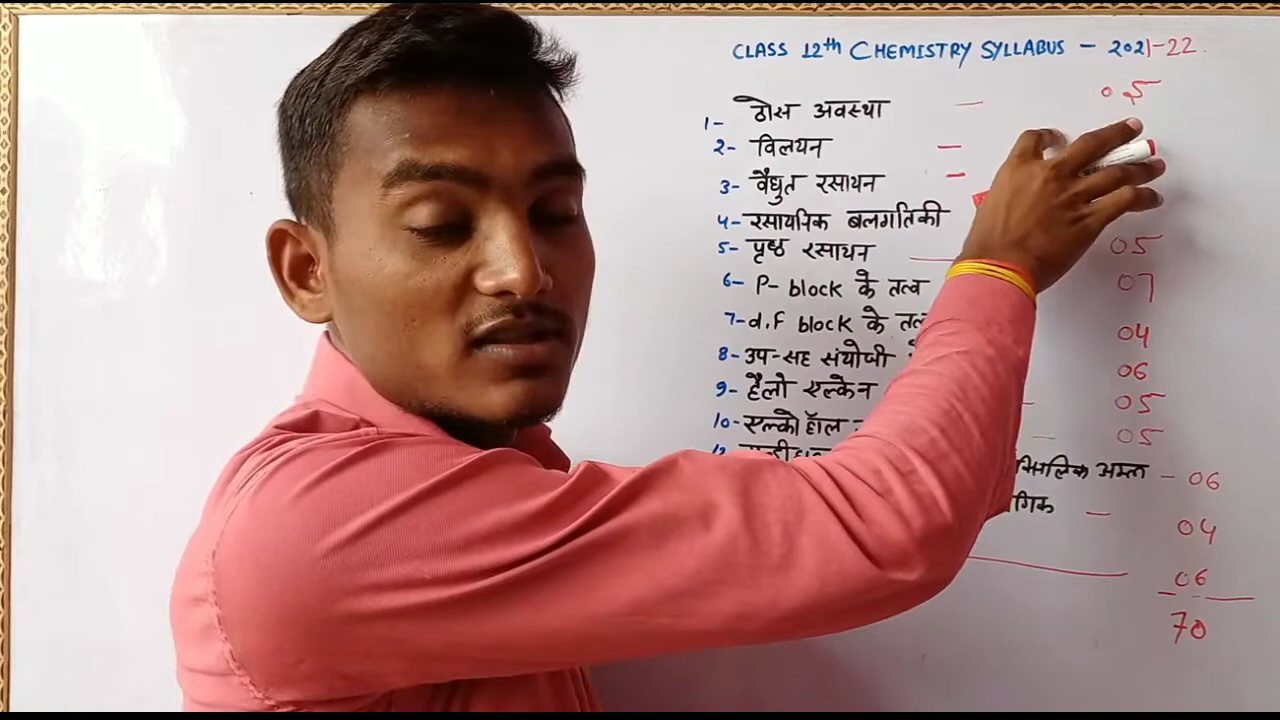 CLASS 12th CHEMISTRY SYLLABUS - 2021-22
1- ठोस अवस्था — 05
2- विलयन —
3- वैधुत रसायन —
4- रसायनिक बलगतिकी
5- पृष्ठ रसायन — 05
6- P-block के तत्व 07
7- d.f block के 04
8- उप-सह संयोजी 06
9- हैलो एल्केन 05
10- एल्कोहॉल 05
अम्ल - 06
— 04
06
70